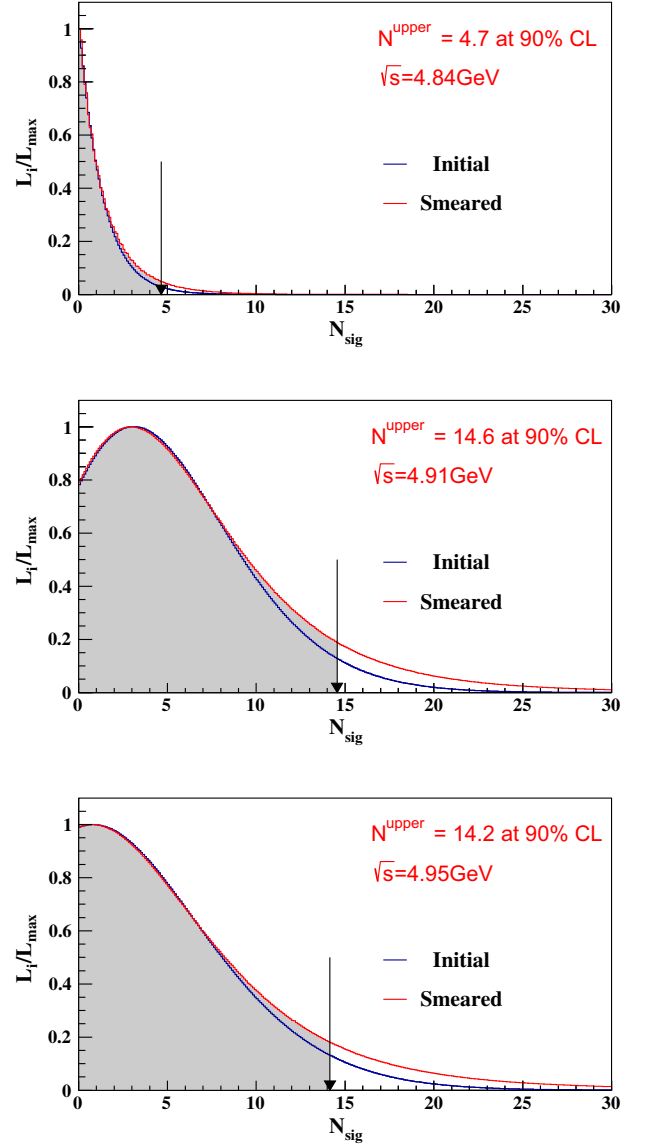 N^upper = 4.7 at 90% CL
√s=4.84GeV
Initial
Smeared
L_i/L_max
1
0.8
0.6
0.4
0.2
0
0 5 10 15 20 25 30
N_sig
N^upper = 14.6 at 90% CL
√s=4.91GeV
Initial
Smeared
L_i/L_max
1
0.8
0.6
0.4
0.2
0
0 5 10 15 20 25 30
N_sig
N^upper = 14.2 at 90% CL
√s=4.95GeV
Initial
Smeared
L_i/L_max
1
0.8
0.6
0.4
0.2
0
0 5 10 15 20 25 30
N_sig